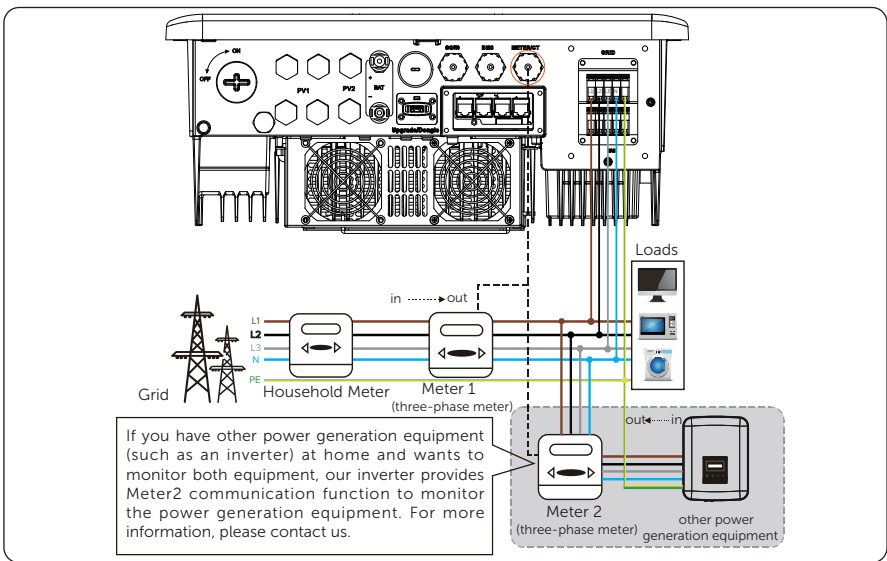 ON
OFF
PV1
PV2
+
BAT
-
COM
BMS
METER/CT
GRID
Upgrade/Dongle
Loads
in
out
L1
L2
L3
N
PE
Grid
Household Meter
Meter 1
(three-phase meter)
out
in
If you have other power generation equipment
(such as an inverter) at home and wants to
monitor both equipment, our inverter provides
Meter2 communication function to monitor
the power generation equipment. For more
information, please contact us.
Meter 2
(three-phase meter)
other power
generation equipment